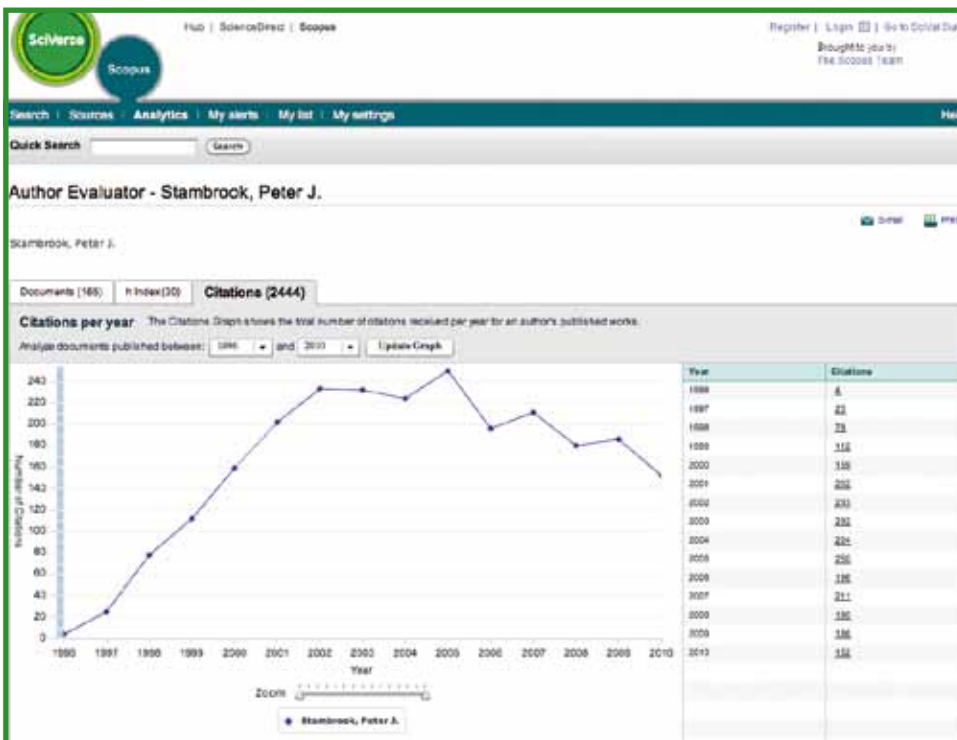 SciVerse
Scopus
Hub | ScienceDirect | Scopus
Register | Login | Go to SciVal Sui
Brought to you by
The Scopus Team
Search | Sources | Analytics | My alerts | My list | My settings
Quick Search Search
Author Evaluator - Stambrook, Peter J.
E-mail
Stambrook, Peter J.
Documents (166) h Index(30) Citations (2444)
Citations per year The Citations Graph shows the total number of citations received per year for an author's published works.
Analyze documents published between: 1996 and 2010 Update Graph
Number of Citations
240
220
200
180
160
140
120
100
80
60
40
20
0
1996 1997 1998 1999 2000 2001 2002 2003 2004 2005 2006 2007 2008 2009 2010
Year
Zoom
Stambrook, Peter J.
Year Citations
1996 4
1997
1998
1999 112
2000
2001 202
2002 233
2003 232
2004 224
2005 250
2006 196
2007 211
2008 180
2009 186
2010 152